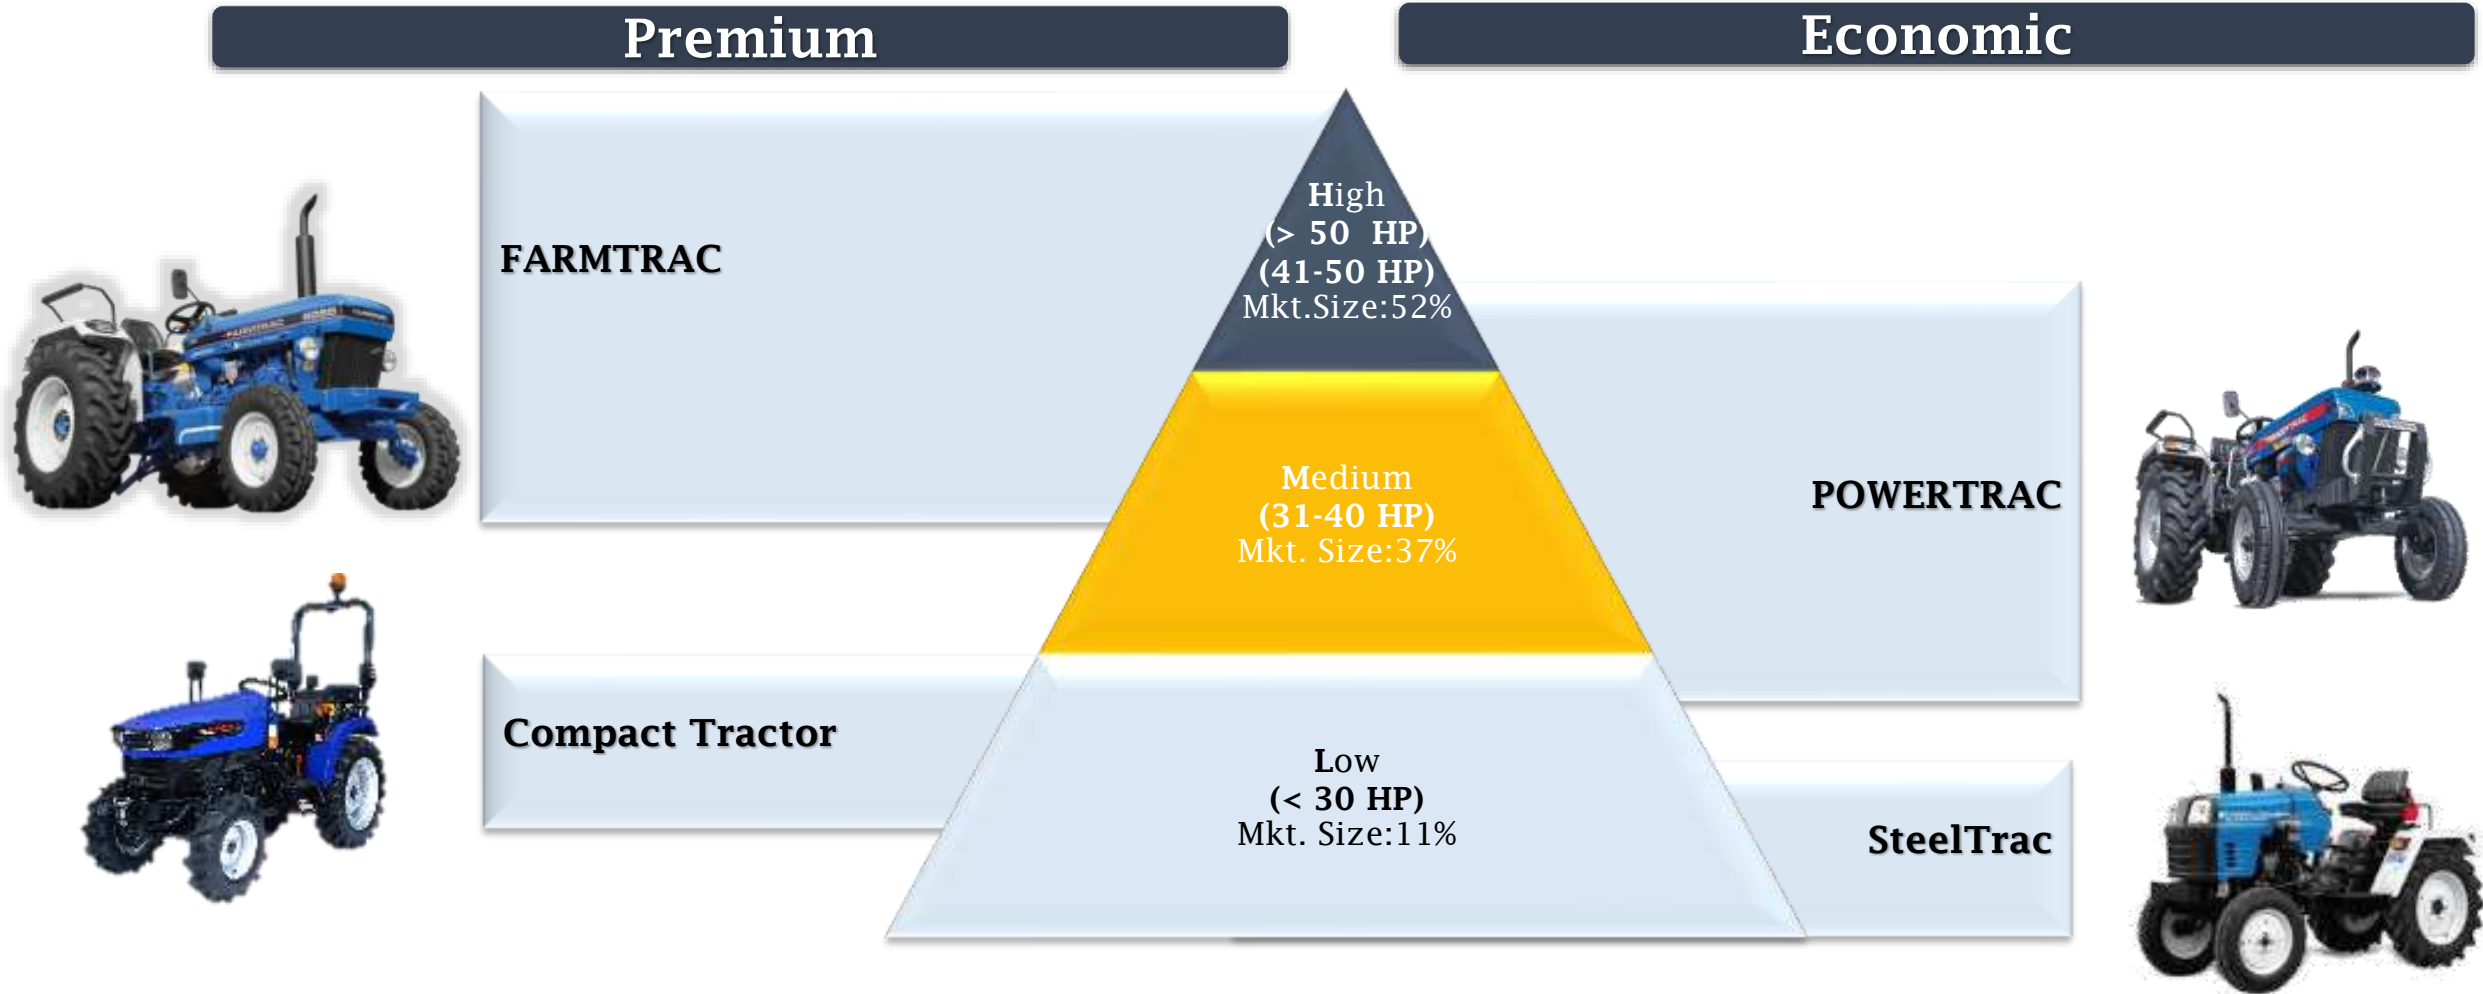 Premium
Economic
High
(> 50 HP)
(41-50 HP)
Mkt.Size:52%
FARMTRAC
Medium
(31-40 HP)
Mkt. Size:37%
POWERTRAC
Compact Tractor
Low
(< 30 HP)
Mkt. Size:11%
SteelTrac
FARMTRAC